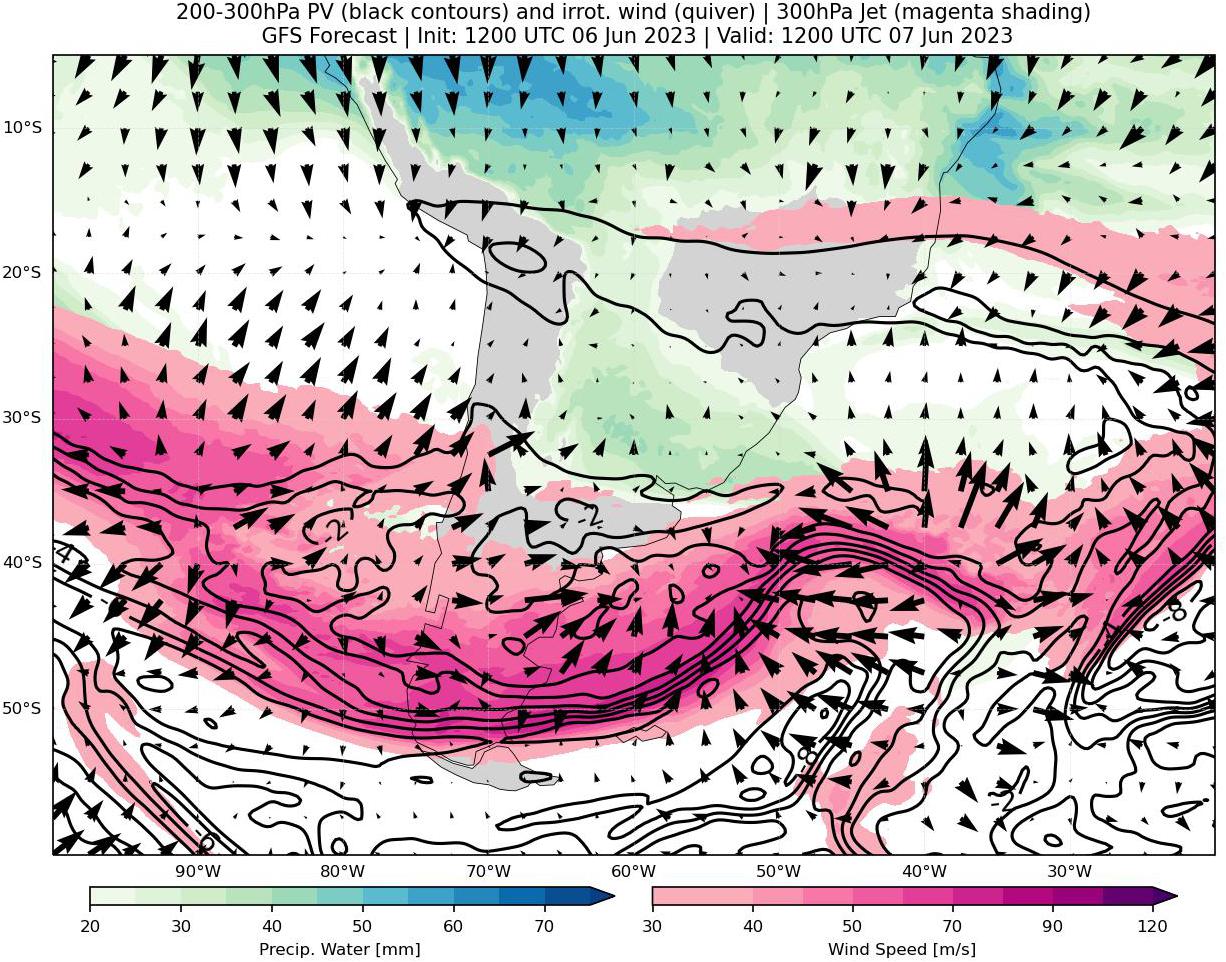 200-300hPa PV (black contours) and irrot. wind (quiver) | 300hPa Jet (magenta shading)
GFS Forecast | Init: 1200 UTC 06 Jun 2023 | Valid: 1200 UTC 07 Jun 2023
10°S
20°S
30°S
40°S
50°S
-2
-2
-4
-8
-8
90°W 80°W 70°W 60°W 50°W 40°W 30°W
20 30 40 50 60 70
Precip. Water [mm]
30 40 50 70 90 120
Wind Speed [m/s]